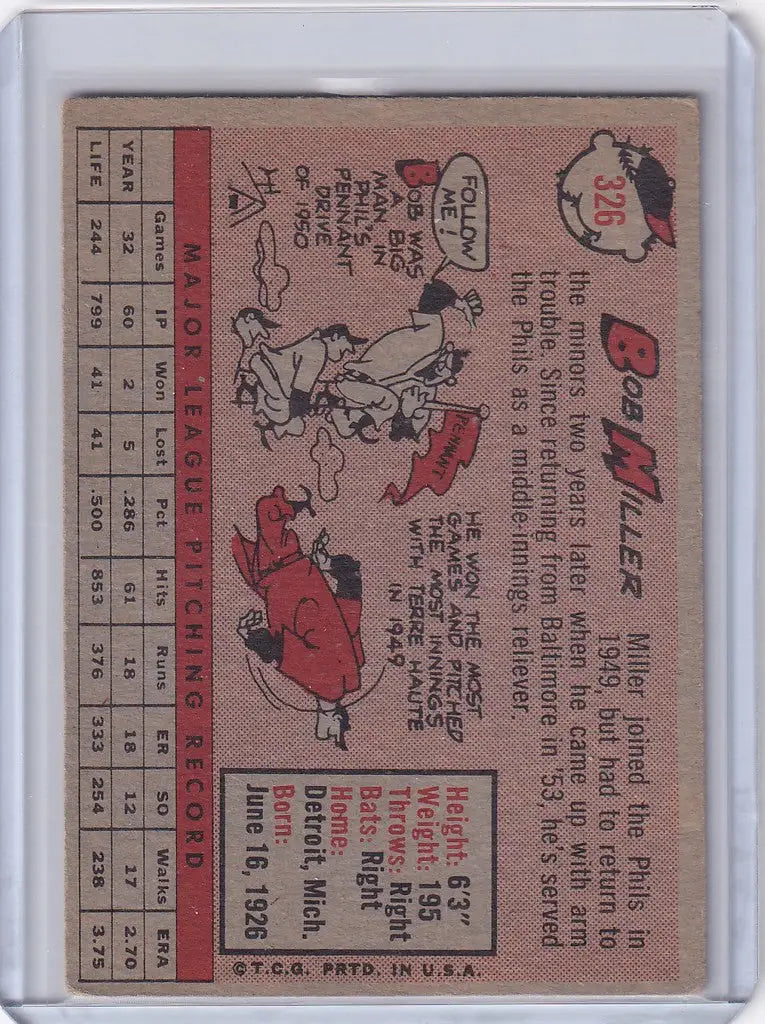 326
BOB MILLER
Miller joined the Phils in
1949, but had to return to
the minors two years later when he came up with arm
trouble. Since returning from Baltimore in '53, he's served
the Phils as a middle-innings reliever.
FOLLOW
ME!
BOB WAS
A BIG
MAN IN
PHIL'S
PENNANT
DRIVE
OF 1950
PENNANT
HE WON THE MOST
GAMES AND PITCHED
THE MOST INNINGS
WITH TERRE HAUTE
IN 1949
Height: 6'3"
Weight: 195
Throws: Right
Bats: Right
Home:
Detroit, Mich.
Born:
June 16, 1926
©T.C.G. PRTD. IN U.S.A.
MAJOR LEAGUE PITCHING RECORD
Games IP Won Lost Pct Hits Runs ER SO Walks ERA
YEAR 32 60 2 5 .286 61 18 18 12 17 2.70
LIFE 244 799 41 41 .500 853 376 333 254 238 3.75